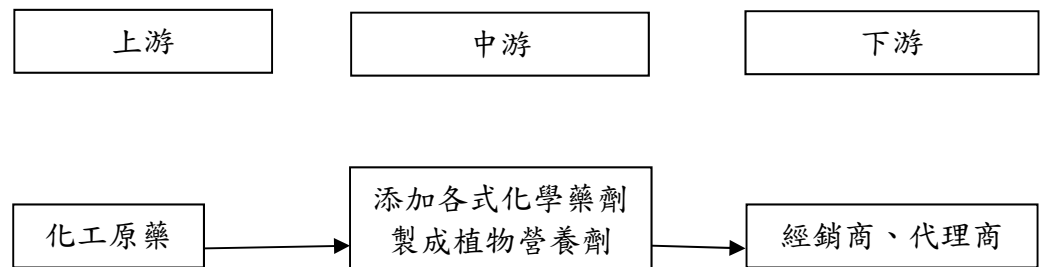 上游
中游
下游
化工原藥
添加各式化學藥劑
製成植物營養劑
經銷商、代理商